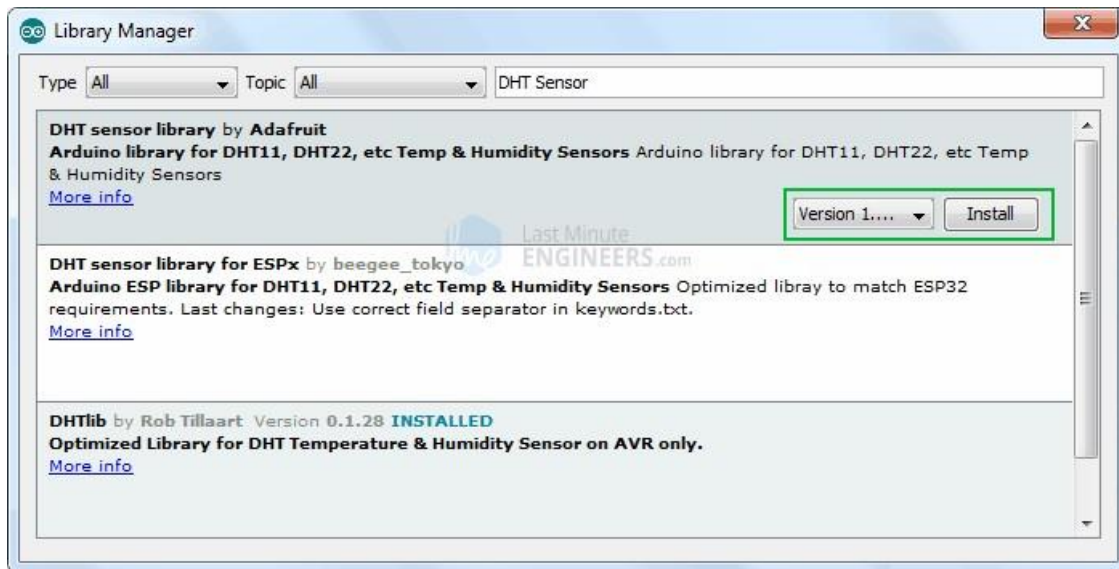 Library Manager
Type All Topic All DHT Sensor
DHT sensor library by Adafruit
Arduino library for DHT11, DHT22, etc Temp & Humidity Sensors Arduino library for DHT11, DHT22, etc Temp
& Humidity Sensors
More info
Version 1.... Install
Last Minute
ENGINEERS.com
DHT sensor library for ESPx by beegee_tokyo
Arduino ESP library for DHT11, DHT22, etc Temp & Humidity Sensors Optimized libray to match ESP32
requirements. Last changes: Use correct field separator in keywords.txt.
More info
DHTlib by Rob Tillaart Version 0.1.28 INSTALLED
Optimized Library for DHT Temperature & Humidity Sensor on AVR only.
More info